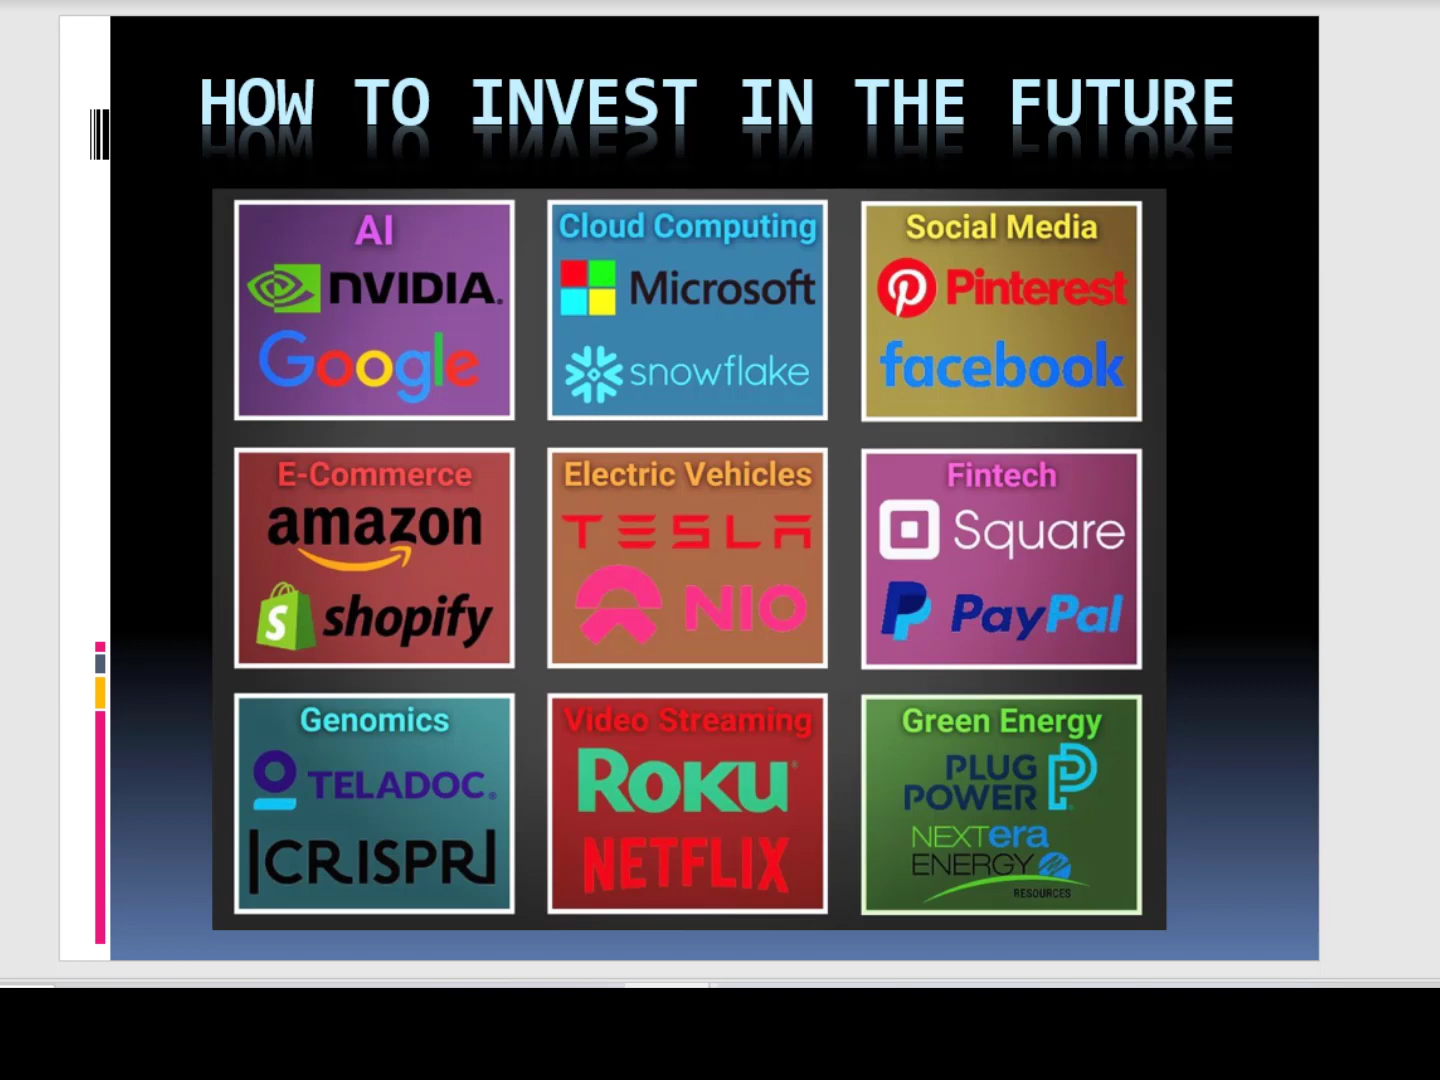 HOW TO INVEST IN THE FUTURE
AI
NVIDIA.
Google
Cloud Computing
Microsoft
snowflake
Social Media
Pinterest
facebook
E-Commerce
amazon
shopify
Electric Vehicles
TESLA
NIO
Fintech
Square
PayPal
Genomics
TELADOC®
CRISPR
Video Streaming
ROKU
NETFLIX
Green Energy
PLUG
POWER
NEXTera
ENERGY
RESOURCES